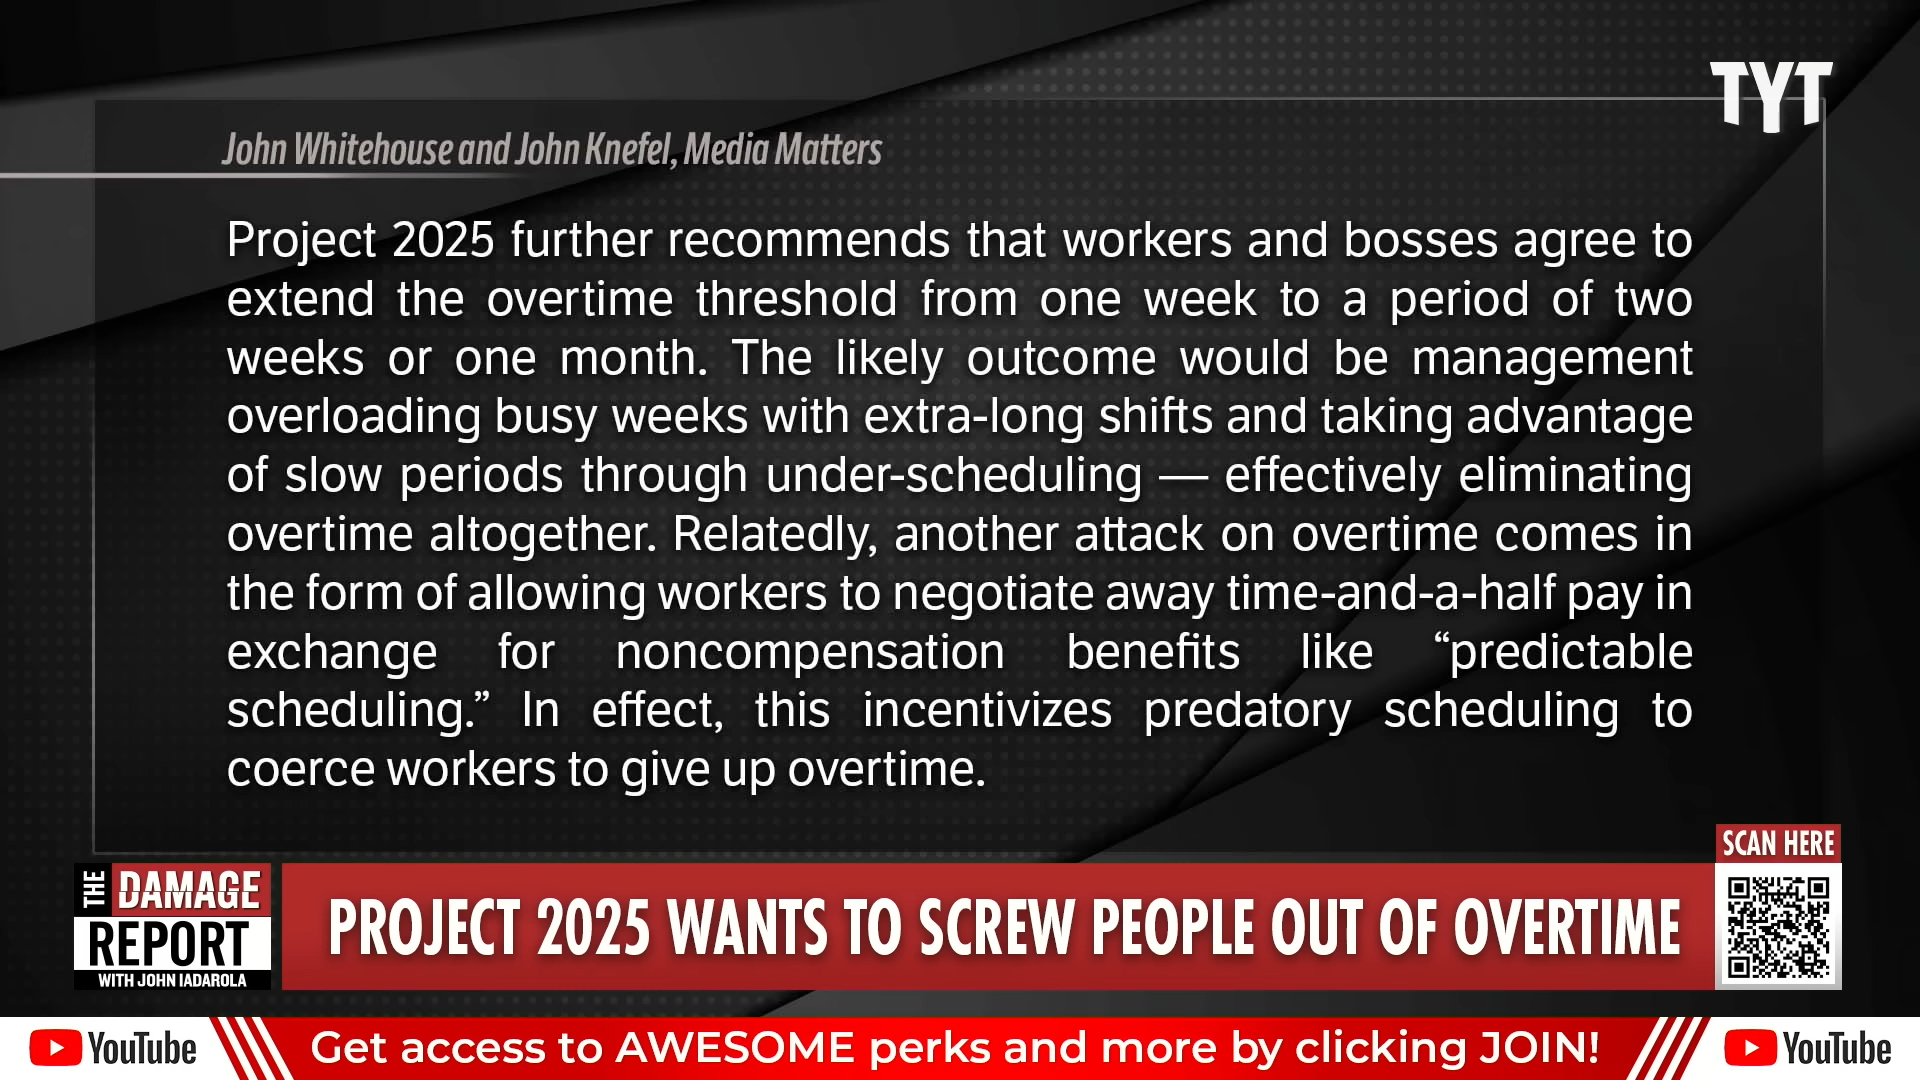 TYT
John Whitehouse and John Knefel, Media Matters
Project 2025 further recommends that workers and bosses agree to
extend the overtime threshold from one week to a period of two
weeks or one month. The likely outcome would be management
overloading busy weeks with extra-long shifts and taking advantage
of slow periods through under-scheduling — effectively eliminating
overtime altogether. Relatedly, another attack on overtime comes in
the form of allowing workers to negotiate away time-and-a-half pay in
exchange for noncompensation benefits like “predictable
scheduling.” In effect, this incentivizes predatory scheduling to
coerce workers to give up overtime.
SCAN HERE
THE DAMAGE
REPORT
WITH JOHN IADAROLA
PROJECT 2025 WANTS TO SCREW PEOPLE OUT OF OVERTIME
YouTube
Get access to AWESOME perks and more by clicking JOIN!
YouTube